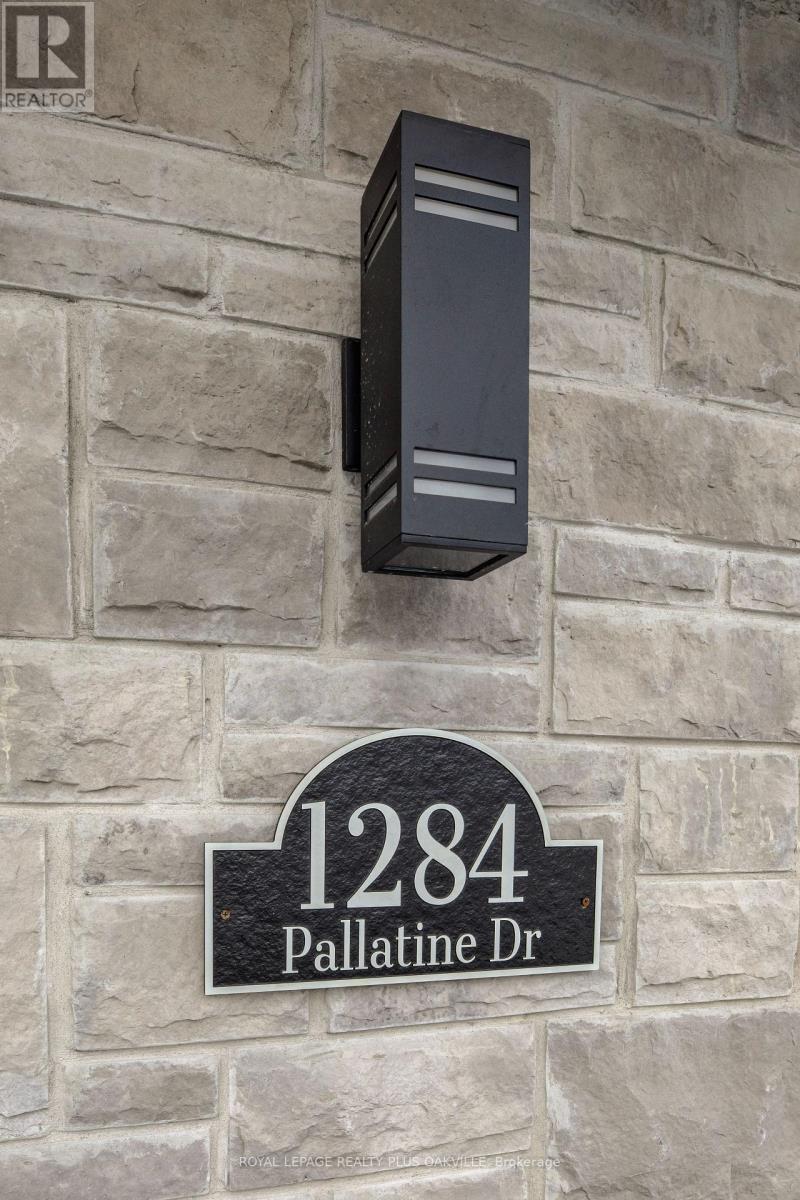 R
REALTOR®
1284
Pallatine Dr
ROYAL LEPAGE REALTY PLUS OAKVILLE, Brokerage